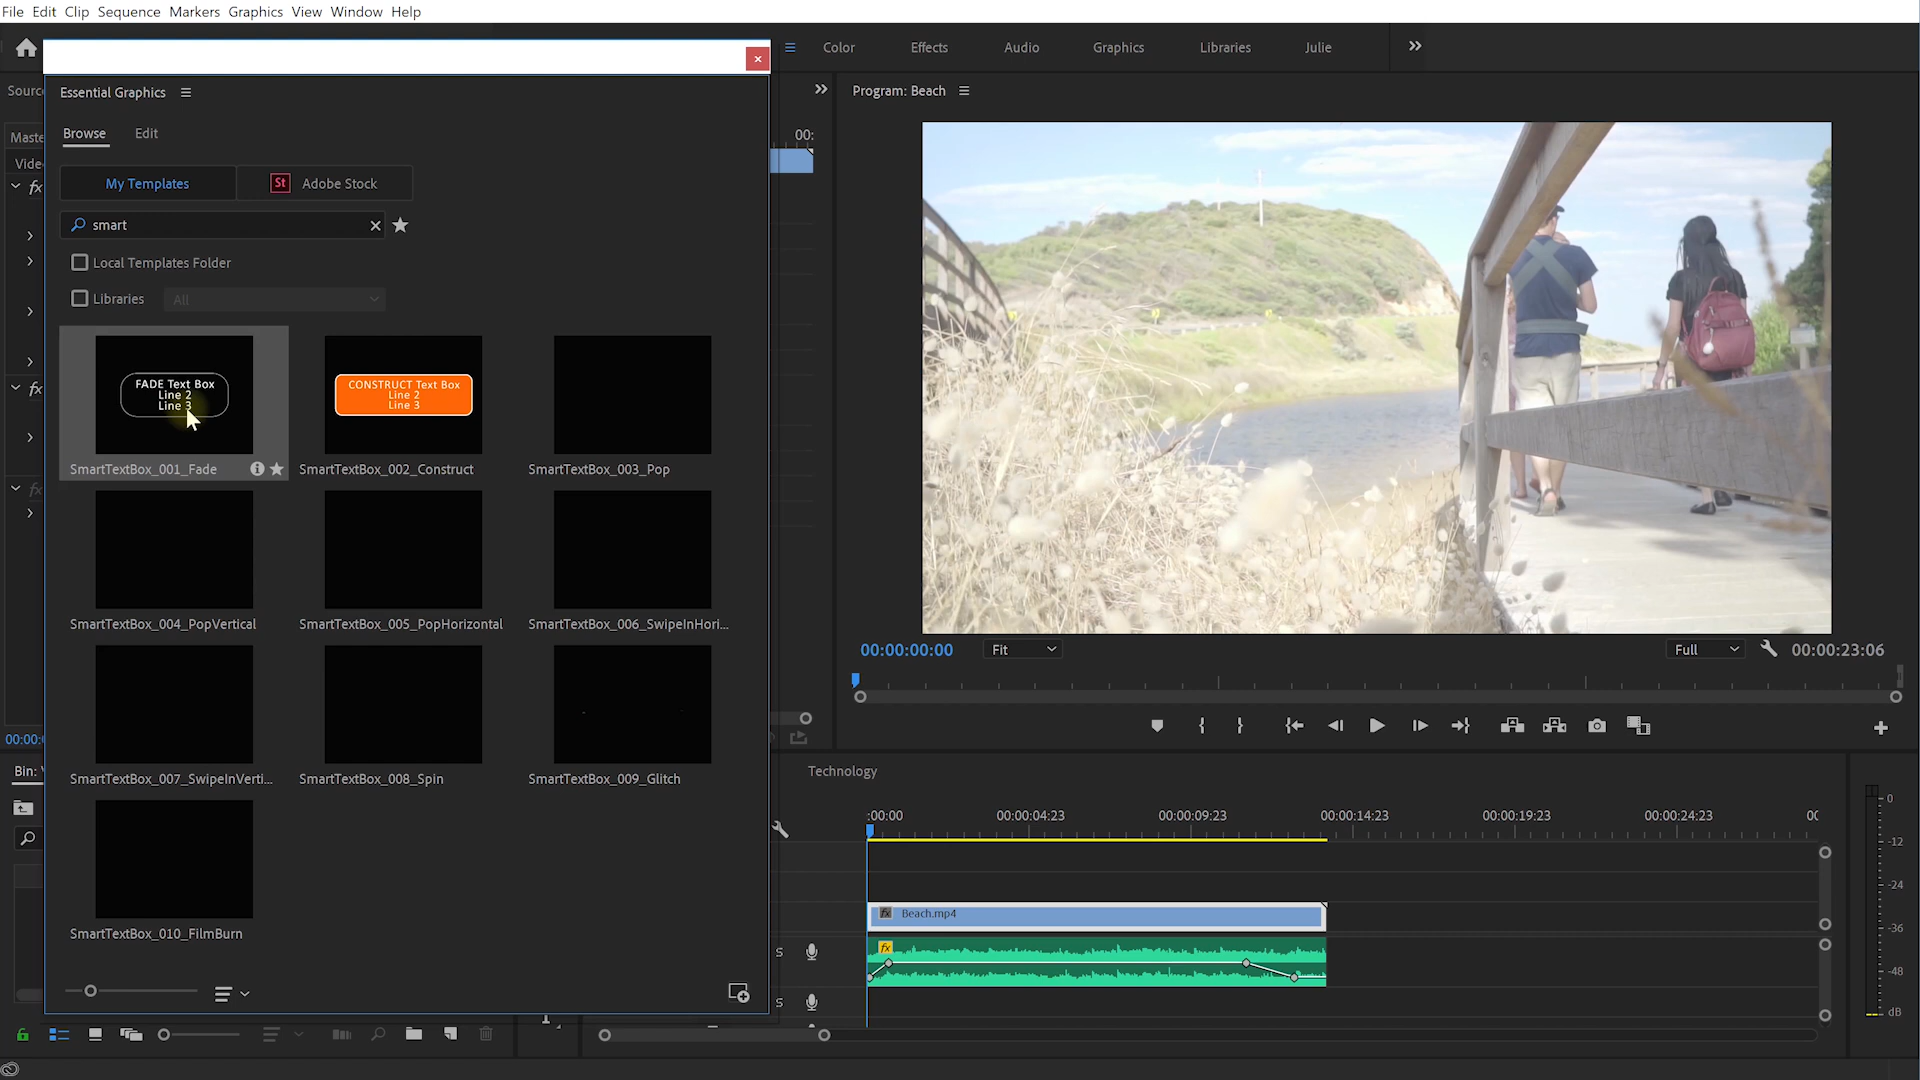 File Edit Clip Sequence Markers Graphics View Window Help
Color Effects Audio Graphics Libraries Julie
Essential Graphics
Browse Edit
My Templates St Adobe Stock
smart
Local Templates Folder
Libraries All
FADE Text Box
Line 2
Line 3
CONSTRUCT Text Box
Line 2
Line 3
SmartTextBox_001_Fade SmartTextBox_002_Construct SmartTextBox_003_Pop
SmartTextBox_004_PopVertical SmartTextBox_005_PopHorizontal SmartTextBox_006_SwipeInHori...
SmartTextBox_007_SwipeInVerti... SmartTextBox_008_Spin SmartTextBox_009_Glitch
SmartTextBox_010_FilmBurn
Sourc
Maste
Vide
fx
fx
fx
00:
00:00:
Bin:
Program: Beach
00:00:00:00 Fit Full 00:00:23:06
Technology
:00:00 00:00:04:23 00:00:09:23 00:00:14:23 00:00:19:23 00:00:24:23 00
fx Beach.mp4
fx
S
S
0
-12
-24
-36
-48
dB